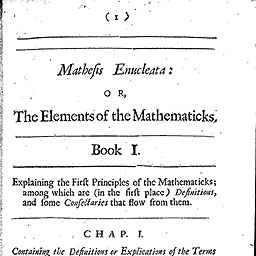 ( 1 )
Matheſis Enucleata:
OR,
The Elements of the Mathematicks.
Book I.
Explaining the Firſt Principles of the Mathematicks;
among which are (in the firſt place) Definitions,
and ſome Conſectaries that flow from them.
CHAP. I.
Containing the Definitions or Explications of the Terms